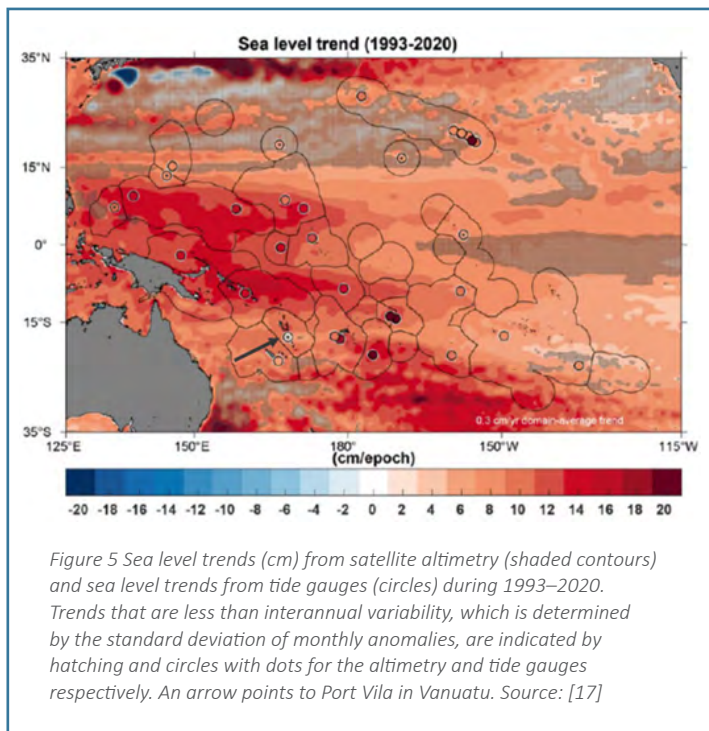 Sea level trend (1993-2020)
35°N
15°N
0°
15°S
35°S
0.3 cm/yr domain-average trend
125°E 150°E 180° 150°W 115°W
(cm/epoch)
-20 -18 -16 -14 -12 -10 -8 -6 -4 -2 0 2 4 6 8 10 12 14 16 18 20
Figure 5 Sea level trends (cm) from satellite altimetry (shaded contours)
and sea level trends from tide gauges (circles) during 1993–2020.
Trends that are less than interannual variability, which is determined
by the standard deviation of monthly anomalies, are indicated by
hatching and circles with dots for the altimetry and tide gauges
respectively. An arrow points to Port Vila in Vanuatu. Source: [17]